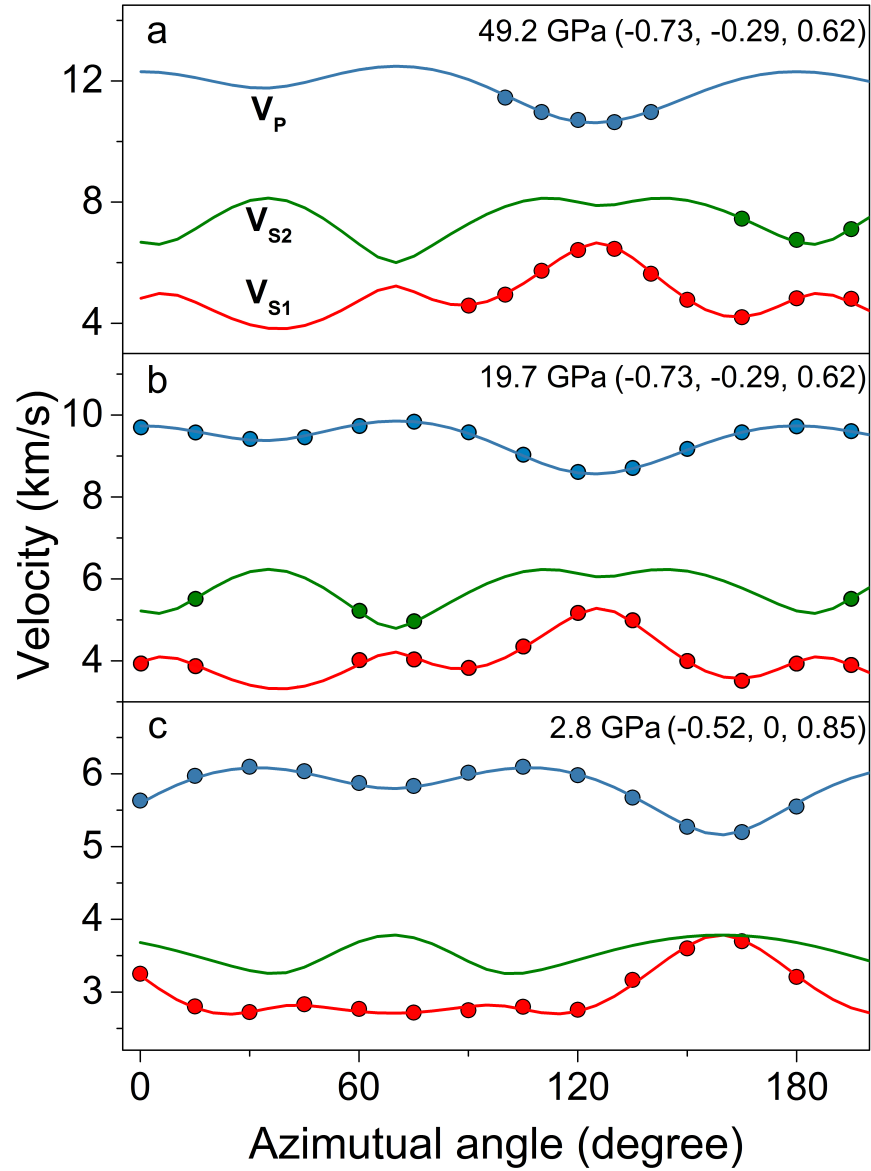 a
49.2 GPa (-0.73, -0.29, 0.62)
12
V_P
8
V_S2
V_S1
4
b
19.7 GPa (-0.73, -0.29, 0.62)
10
8
6
4
Velocity (km/s)
c
2.8 GPa (-0.52, 0, 0.85)
6
5
4
3
0 60 120 180
Azimutual angle (degree)